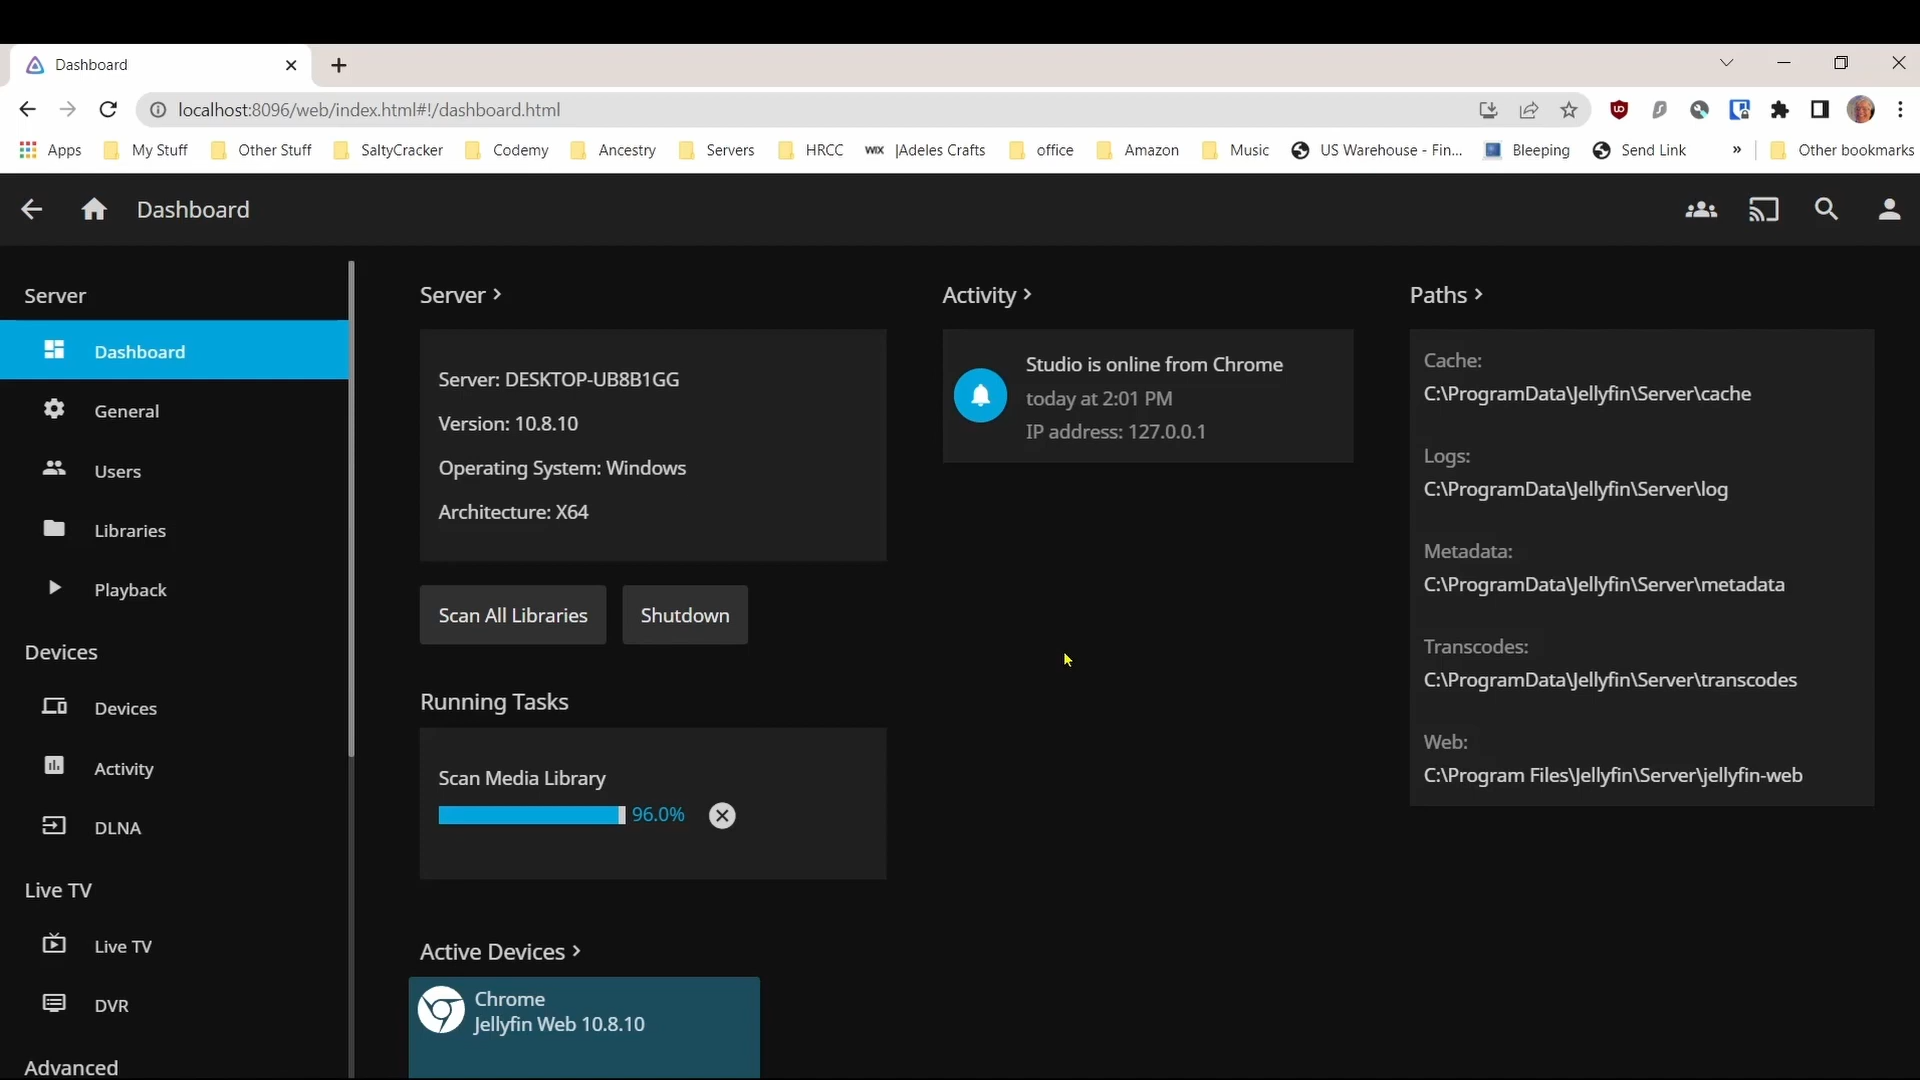 Dashboard
localhost:8096/web/index.html#!/dashboard.html
Apps My Stuff Other Stuff SaltyCracker Codemy Ancestry Servers HRCC WIX |Adeles Crafts office Amazon Music US Warehouse - Fin... Bleeping Send Link » Other bookmarks
Dashboard
Server
Dashboard
General
Users
Libraries
Playback
Devices
Devices
Activity
DLNA
Live TV
Live TV
DVR
Advanced
Server >
Server: DESKTOP-UB8B1GG
Version: 10.8.10
Operating System: Windows
Architecture: X64
Scan All Libraries Shutdown
Running Tasks
Scan Media Library
96.0%
Active Devices >
Chrome
Jellyfin Web 10.8.10
Activity >
Studio is online from Chrome
today at 2:01 PM
IP address: 127.0.0.1
Paths >
Cache:
C:\ProgramData\Jellyfin\Server\cache
Logs:
C:\ProgramData\Jellyfin\Server\log
Metadata:
C:\ProgramData\Jellyfin\Server\metadata
Transcodes:
C:\ProgramData\Jellyfin\Server\transcodes
Web:
C:\Program Files\Jellyfin\Server\jellyfin-web